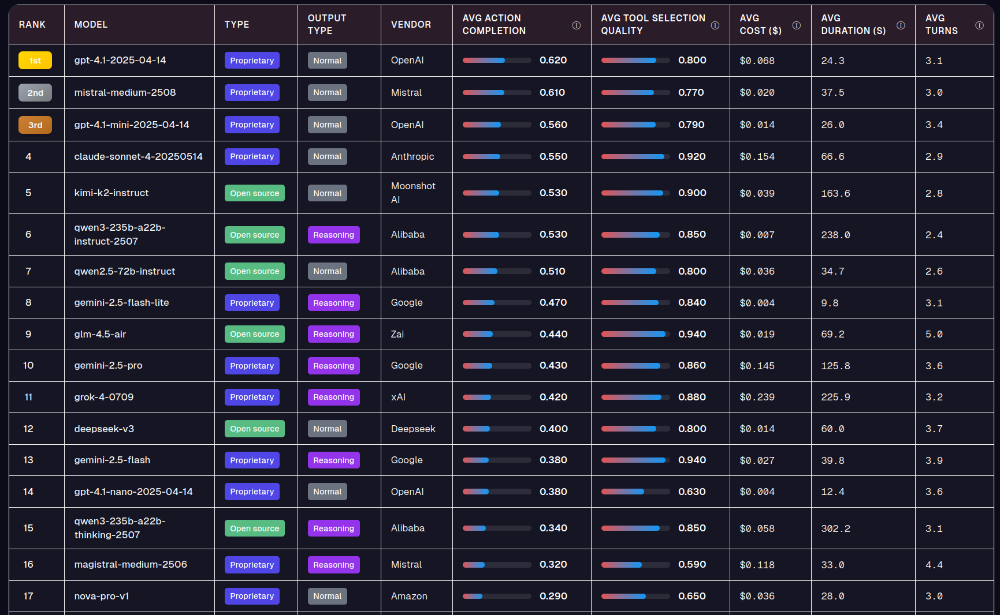 RANK MODEL TYPE OUTPUT TYPE VENDOR AVG ACTION COMPLETION ⓘ AVG TOOL SELECTION QUALITY ⓘ AVG COST ($) ⓘ AVG DURATION (S) ⓘ AVG TURNS ⓘ
1st gpt-4.1-2025-04-14 Proprietary Normal OpenAI 0.620 0.800 $0.068 24.3 3.1
2nd mistral-medium-2508 Proprietary Normal Mistral 0.610 0.770 $0.020 37.5 3.0
3rd gpt-4.1-mini-2025-04-14 Proprietary Normal OpenAI 0.560 0.790 $0.014 26.0 3.4
4 claude-sonnet-4-20250514 Proprietary Normal Anthropic 0.550 0.920 $0.154 66.6 2.9
5 kimi-k2-instruct Open source Normal Moonshot AI 0.530 0.900 $0.039 163.6 2.8
6 qwen3-235b-a22b-instruct-2507 Open source Reasoning Alibaba 0.530 0.850 $0.007 238.0 2.4
7 qwen2.5-72b-instruct Open source Normal Alibaba 0.510 0.800 $0.036 34.7 2.6
8 gemini-2.5-flash-lite Proprietary Reasoning Google 0.470 0.840 $0.004 9.8 3.1
9 glm-4.5-air Open source Reasoning Zai 0.440 0.940 $0.019 69.2 5.0
10 gemini-2.5-pro Proprietary Reasoning Google 0.430 0.860 $0.145 125.8 3.6
11 grok-4-0709 Proprietary Reasoning xAI 0.420 0.880 $0.239 225.9 3.2
12 deepseek-v3 Open source Normal Deepseek 0.400 0.800 $0.014 60.0 3.7
13 gemini-2.5-flash Proprietary Reasoning Google 0.380 0.940 $0.027 39.8 3.9
14 gpt-4.1-nano-2025-04-14 Proprietary Normal OpenAI 0.380 0.630 $0.004 12.4 3.6
15 qwen3-235b-a22b-thinking-2507 Open source Reasoning Alibaba 0.340 0.850 $0.058 302.2 3.1
16 magistral-medium-2506 Proprietary Reasoning Mistral 0.320 0.590 $0.118 33.0 4.4
17 nova-pro-v1 Proprietary Normal Amazon 0.290 0.650 $0.036 28.0 3.0